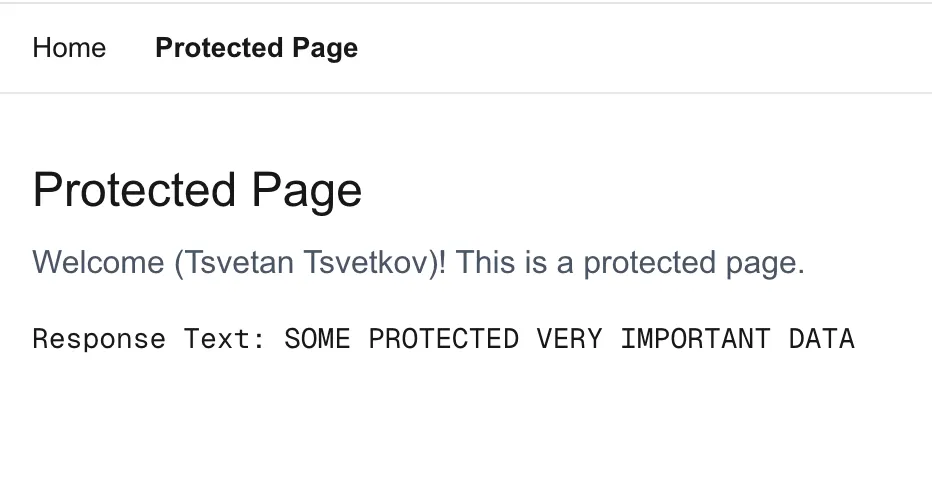 Home Protected Page
Protected Page
Welcome (Tsvetan Tsvetkov)! This is a protected page.
Response Text: SOME PROTECTED VERY IMPORTANT DATA